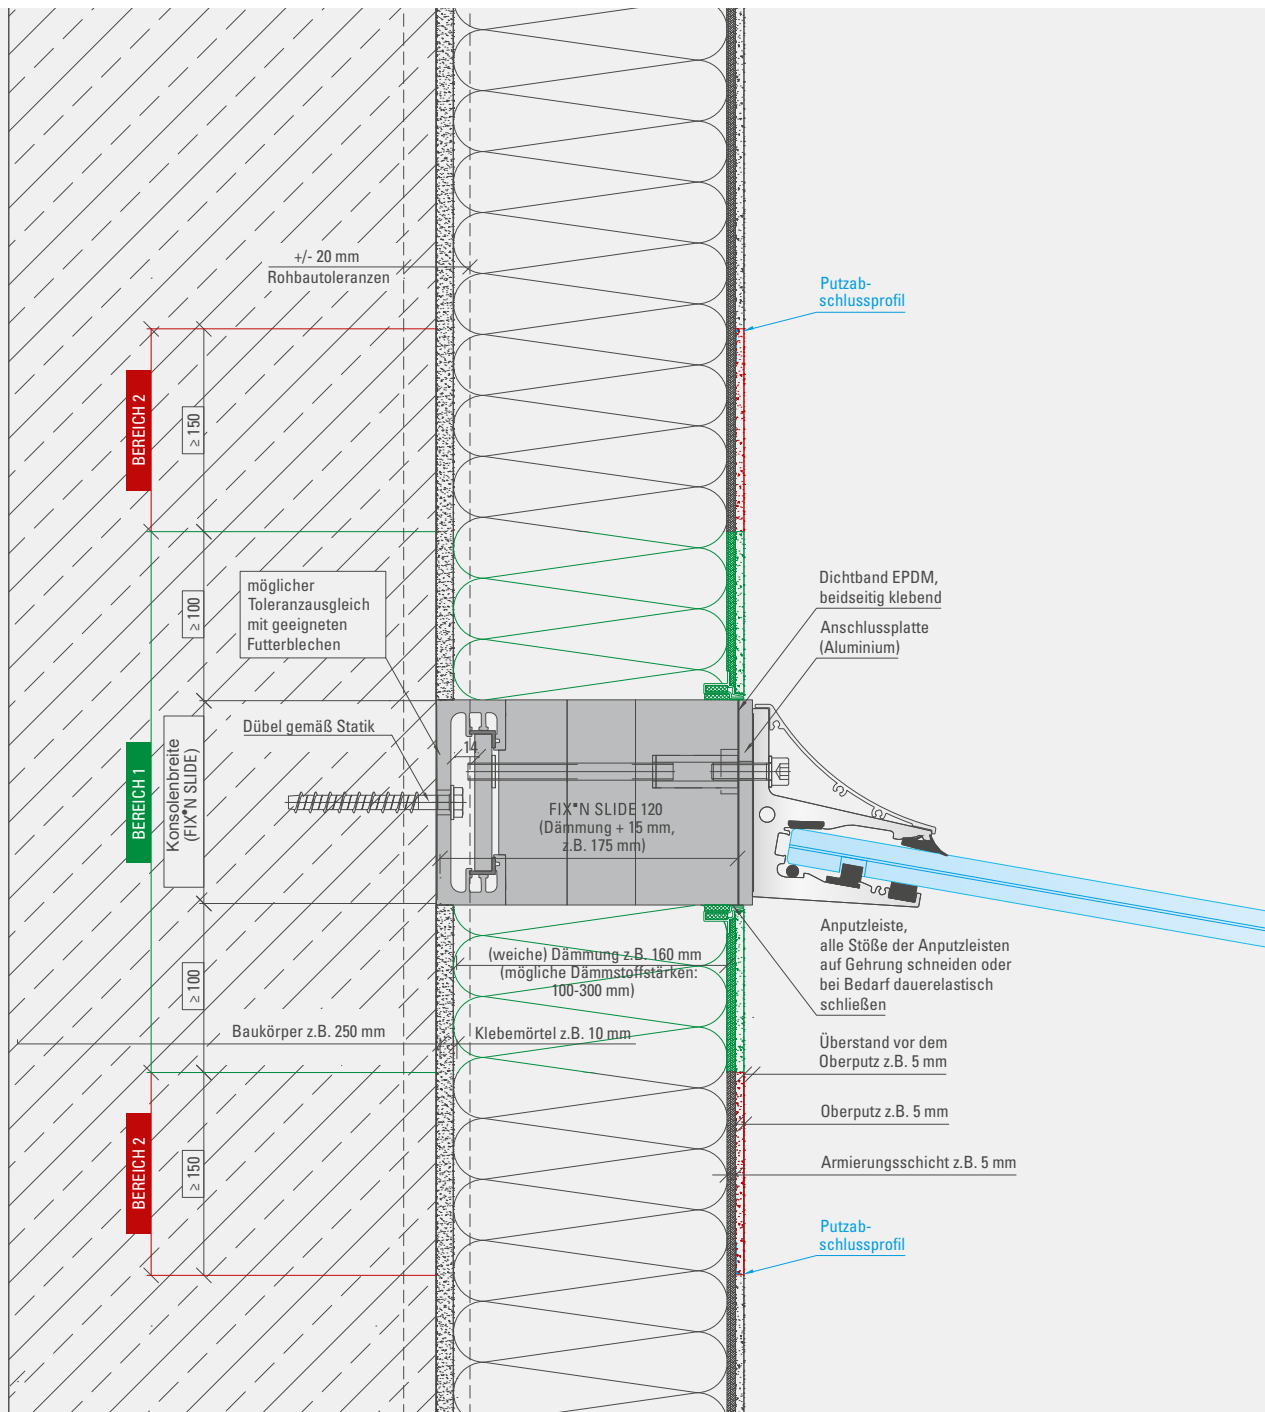 +/- 20 mm
Rohbautoleranzen
Putzab-
schlussprofil
BEREICH 2
≥ 150
möglicher
Toleranzausgleich
mit geeigneten
Futterblechen
≥ 100
Dichtband EPDM,
beidseitig klebend
Anschlussplatte
(Aluminium)
Dübel gemäß Statik
14
BEREICH 1
Konsolenbreite
(FIX■N SLIDE)
FIX■N SLIDE 120
(Dämmung + 15 mm,
z.B. 175 mm)
Anputzleiste,
alle Stöße der Anputzleisten
auf Gehrung schneiden oder
bei Bedarf dauerelastisch
schließen
(weiche) Dämmung z.B. 160 mm
(mögliche Dämmstoffstärken:
100-300 mm)
≥ 100
Baukörper z.B. 250 mm
Klebemörtel z.B. 10 mm
Überstand vor dem
Oberputz z.B. 5 mm
Oberputz z.B. 5 mm
BEREICH 2
≥ 150
Armierungsschicht z.B. 5 mm
Putzab-
schlussprofil